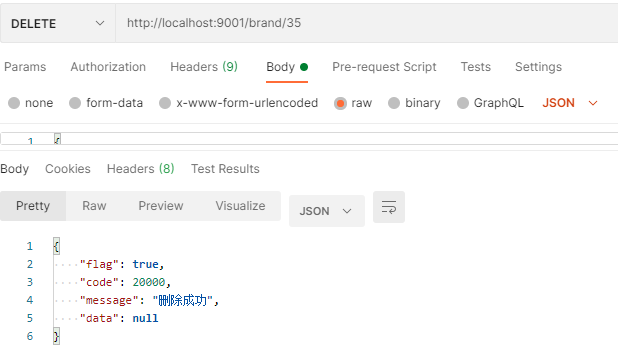 DELETE http://localhost:9001/brand/35
Params Authorization Headers (9) Body Pre-request Script Tests Settings
none form-data x-www-form-urlencoded raw binary GraphQL JSON
1 {
Body Cookies Headers (8) Test Results
Pretty Raw Preview Visualize JSON
1 {
2 "flag": true,
3 "code": 20000,
4 "message": "删除成功",
5 "data": null
6 }